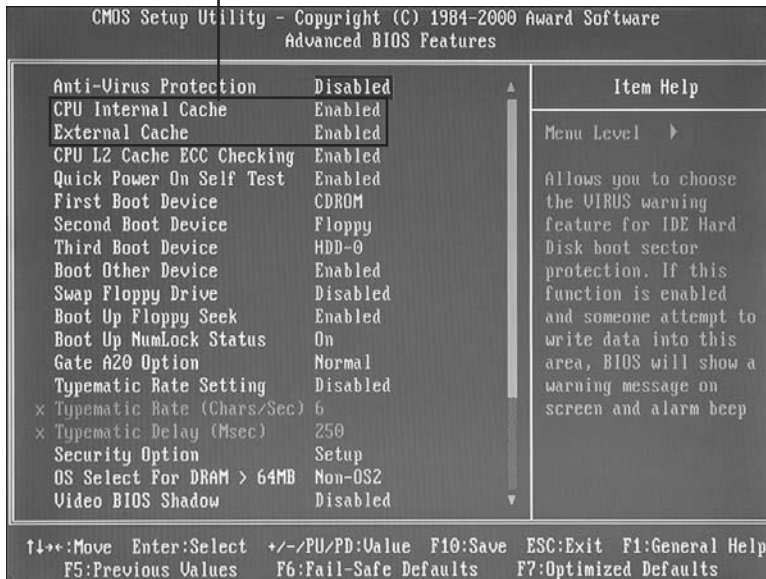 CMOS Setup Utility - Copyright (C) 1984-2000 Award Software
Advanced BIOS Features
Anti-Virus Protection Disabled
CPU Internal Cache Enabled
External Cache Enabled
CPU L2 Cache ECC Checking Enabled
Quick Power On Self Test Enabled
First Boot Device CDROM
Second Boot Device Floppy
Third Boot Device HDD-0
Boot Other Device Enabled
Swap Floppy Drive Disabled
Boot Up Floppy Seek Enabled
Boot Up NumLock Status On
Gate A20 Option Normal
Typematic Rate Setting Disabled
x Typematic Rate (Chars/Sec) 6
x Typematic Delay (Msec) 250
Security Option Setup
OS Select For DRAM > 64MB Non-OS2
Video BIOS Shadow Disabled
Item Help
Menu Level
Allows you to choose
the VIRUS warning
feature for IDE Hard
Disk boot sector
protection. If this
function is enabled
and someone attempt to
write data into this
area, BIOS will show a
warning message on
screen and alarm beep
↑↓→←:Move Enter:Select +/-/PU/PD:Value F10:Save ESC:Exit F1:General Help
F5:Previous Values F6:Fail-Safe Defaults F7:Optimized Defaults